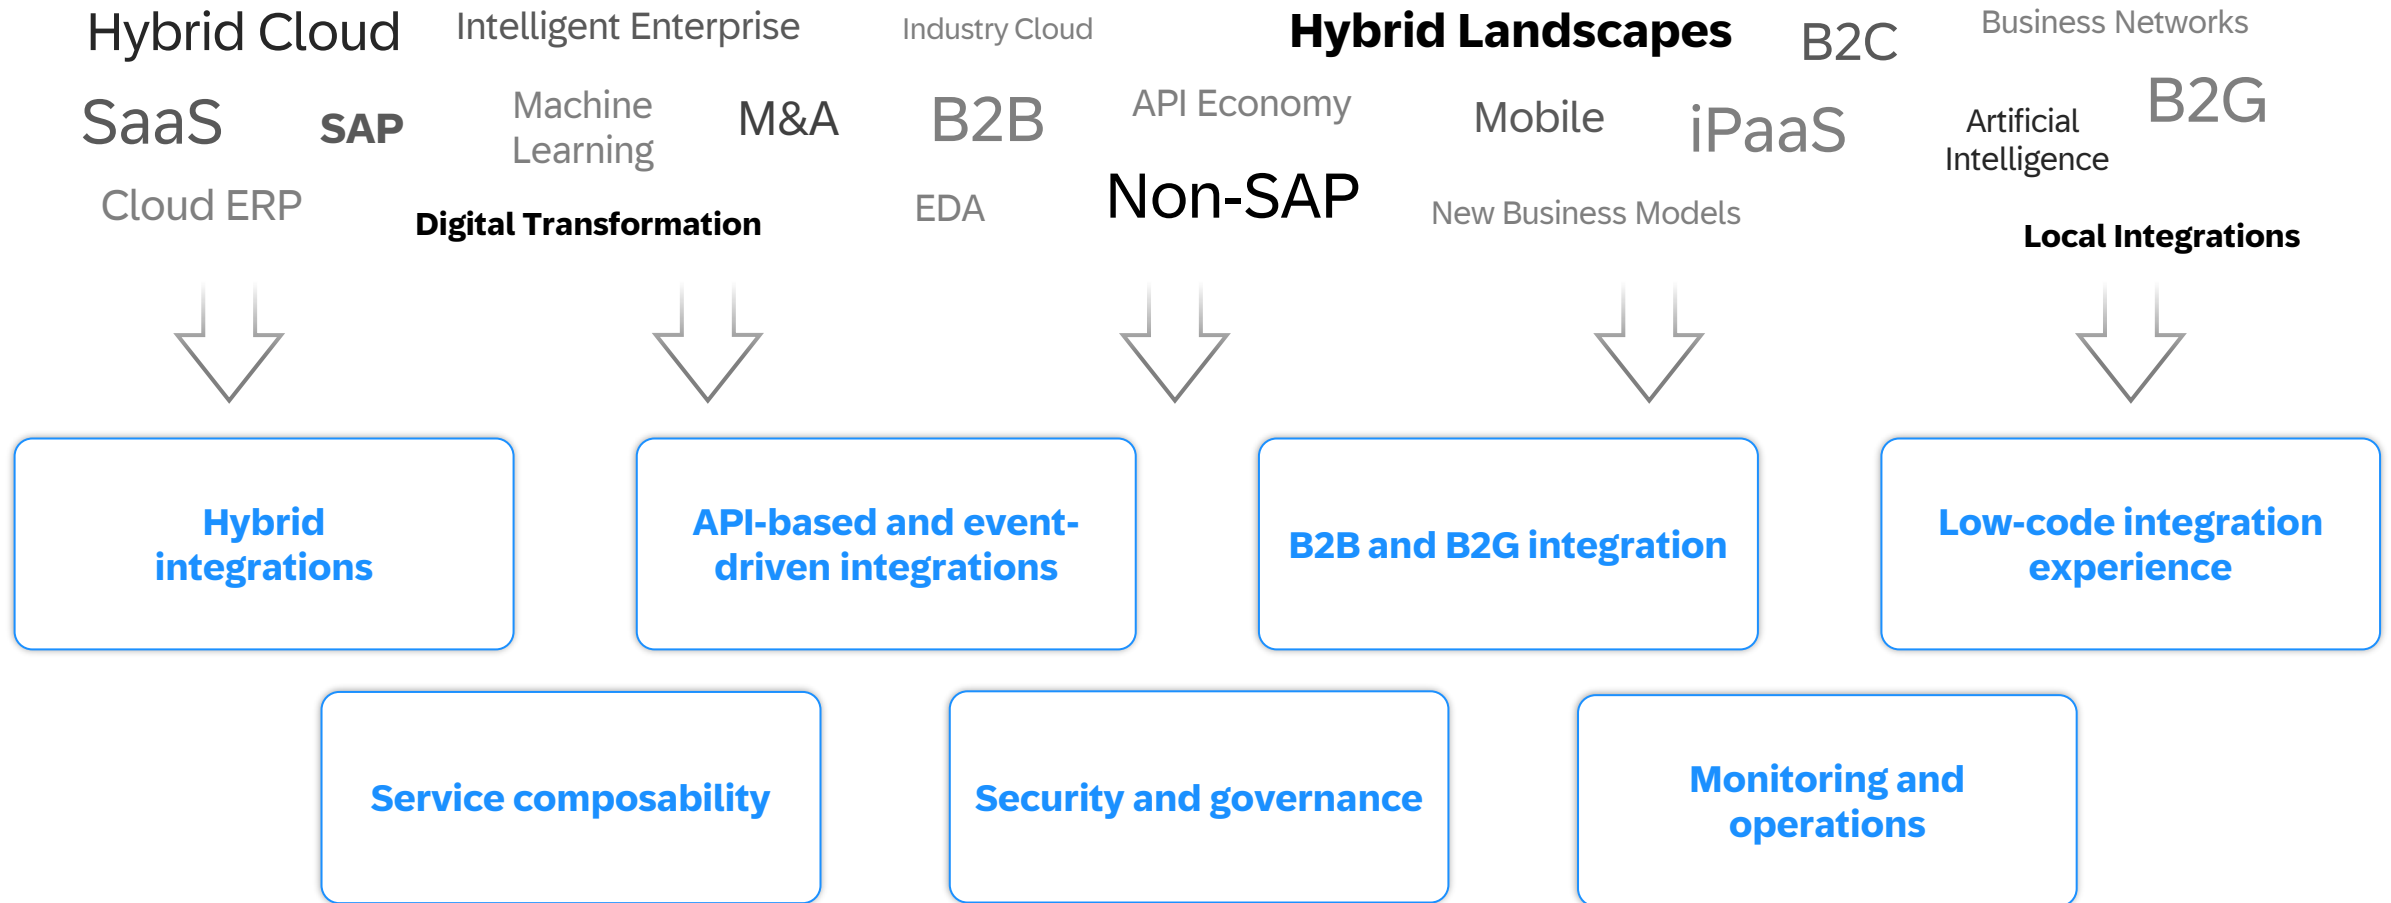 Hybrid Cloud
Intelligent Enterprise
Industry Cloud
Hybrid Landscapes
B2C
Business Networks
SaaS
SAP
Machine
Learning
M&A
B2B
API Economy
Mobile
iPaaS
Artificial
Intelligence
B2G
Cloud ERP
Digital Transformation
EDA
Non-SAP
New Business Models
Local Integrations
Hybrid
integrations
API-based and event-
driven integrations
B2B and B2G integration
Low-code integration
experience
Service composability
Security and governance
Monitoring and
operations